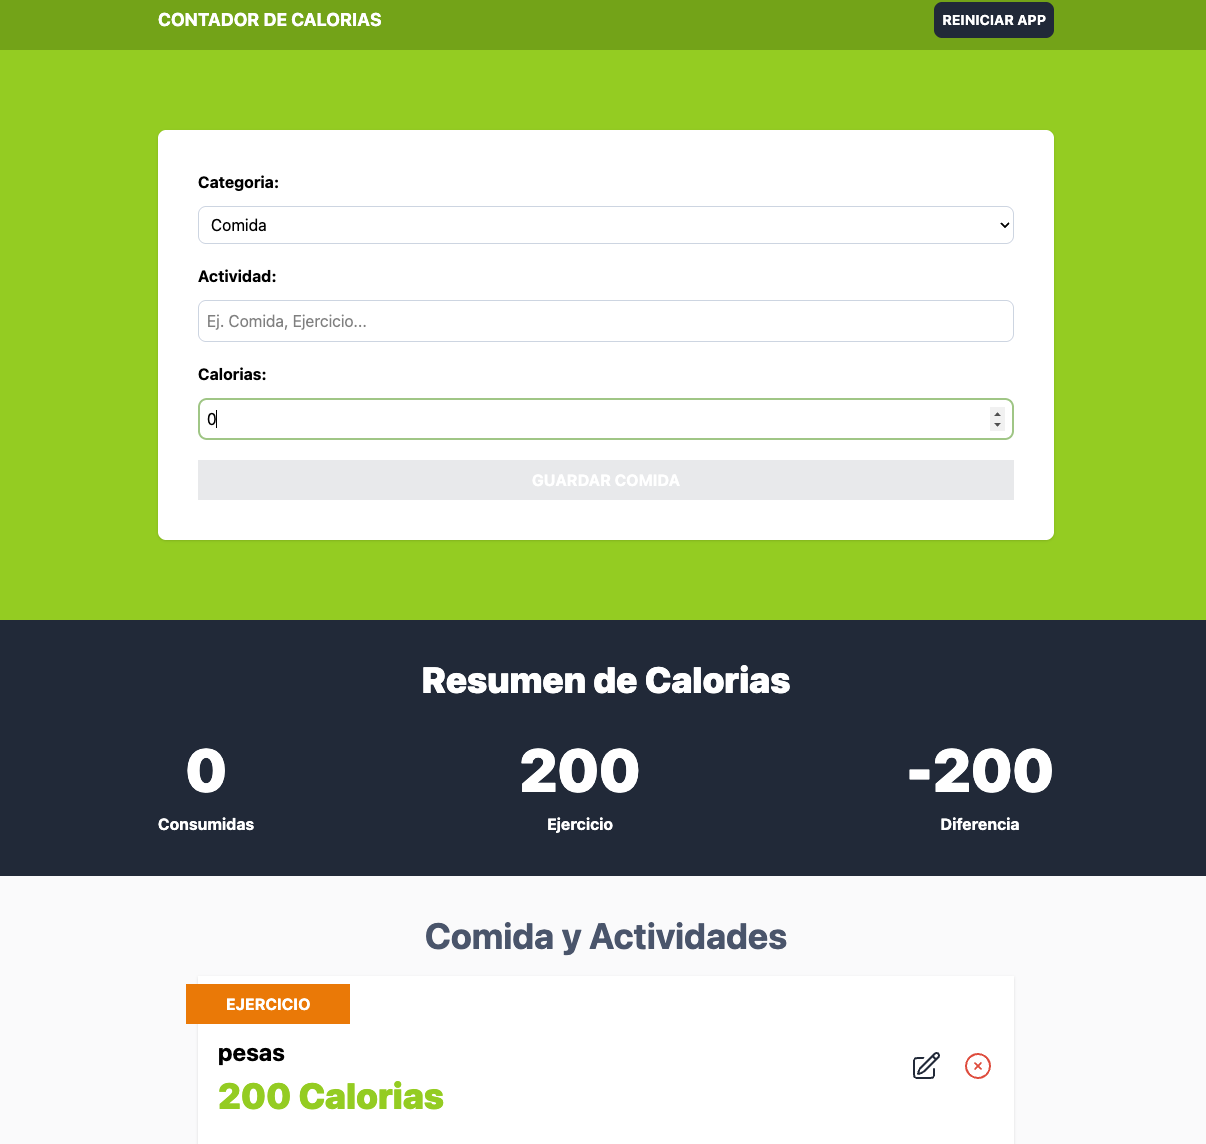 CONTADOR DE CALORIAS
REINICIAR APP
Categoria:
Comida
Actividad:
Ej. Comida, Ejercicio...
Calorias:
0
GUARDAR COMIDA
Resumen de Calorias
0 200 -200
Consumidas Ejercicio Diferencia
Comida y Actividades
EJERCICIO
pesas
200 Calorias